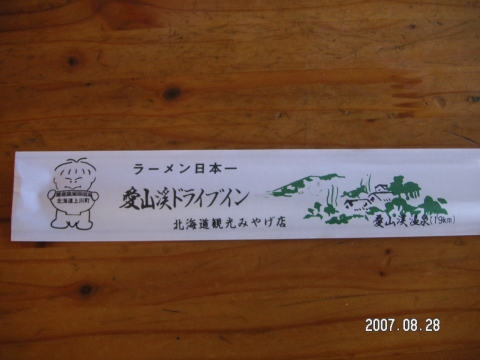 ラーメン日本一
愛山渓ドライブイン
北海道観光みやげ店
北海道上川町
愛山渓温泉(19km)
2007.08.28